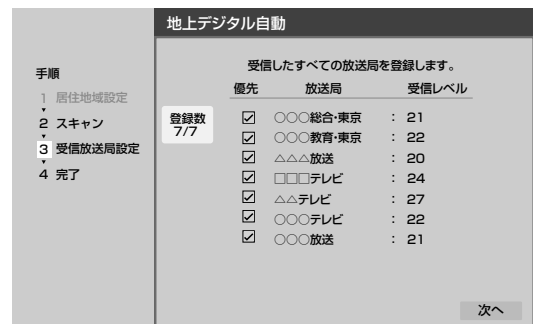 地上デジタル自動
手順
1 居住地域設定
2 スキャン
3 受信放送局設定
4 完了
受信したすべての放送局を登録します。
優先 放送局 受信レベル
登録数
7/7
○○○総合・東京 : 21
○○○教育・東京 : 22
△△△放送 : 20
□□□テレビ : 24
△△テレビ : 27
○○○テレビ : 22
○○○放送 : 21
次へ